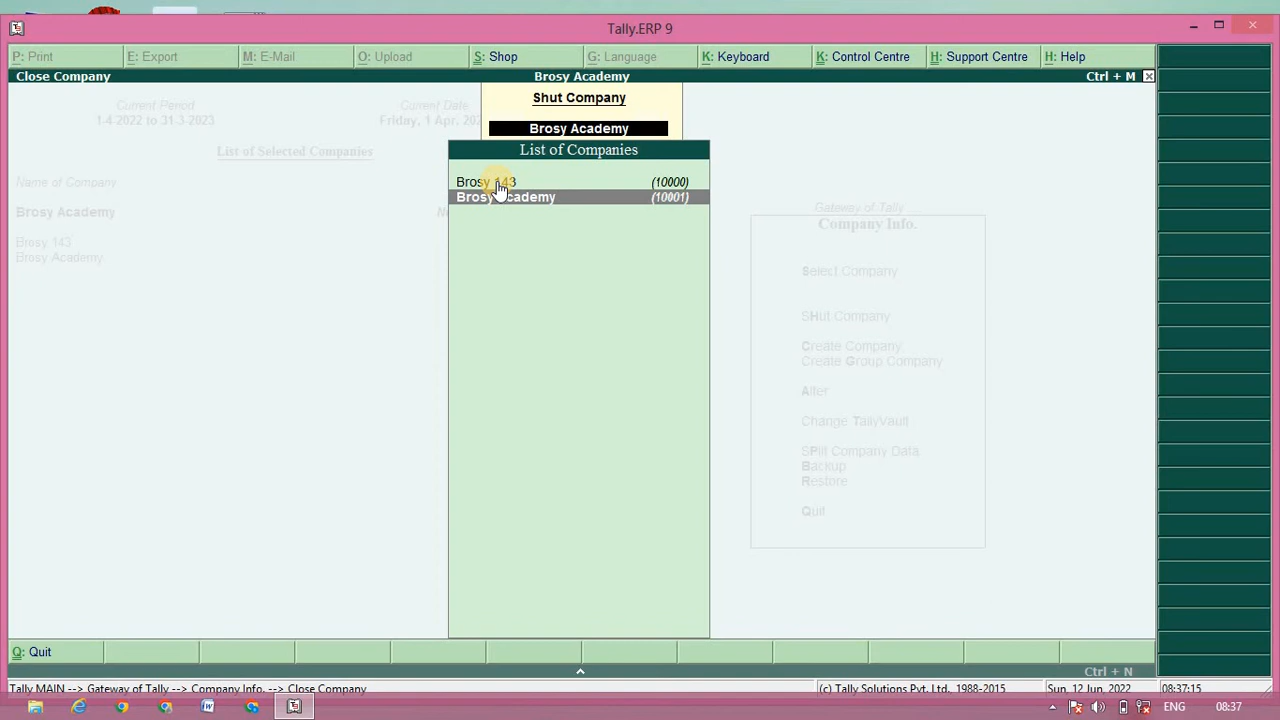 Tally.ERP 9
P: Print
E: Export
M: E-Mail
O: Upload
S: Shop
G: Language
K: Keyboard
K: Control Centre
H: Support Centre
H: Help
Close Company
Brosy Academy
Ctrl + M
Current Period
1-4-2022 to 31-3-2023
Current Date
Friday, 1 Apr, 202
List of Selected Companies
Name of Company
Brosy Academy
Brosy 143
Brosy Academy
Shut Company
Brosy Academy
List of Companies
Brosy 143 (10000)
Brosy Academy (10001)
Gateway of Tally
Company Info.
Select Company
SHut Company
Create Company
Create Group Company
Alter
Change TallyVault
SPlit Company Data
Backup
Restore
Quit
Q: Quit
Ctrl + N
Tally MAIN --> Gateway of Tally --> Company Info. --> Close Company
(c) Tally Solutions Pvt. Ltd., 1988-2015
Sun, 12 Jun, 2022
08:37:15
ENG
08:37